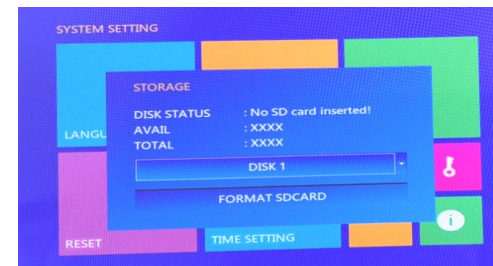 SYSTEM SETTING
STORAGE
DISK STATUS : No SD card inserted!
AVAIL : XXXX
TOTAL : XXXX
DISK 1
FORMAT SDCARD
LANGU
RESET
TIME SETTING
i